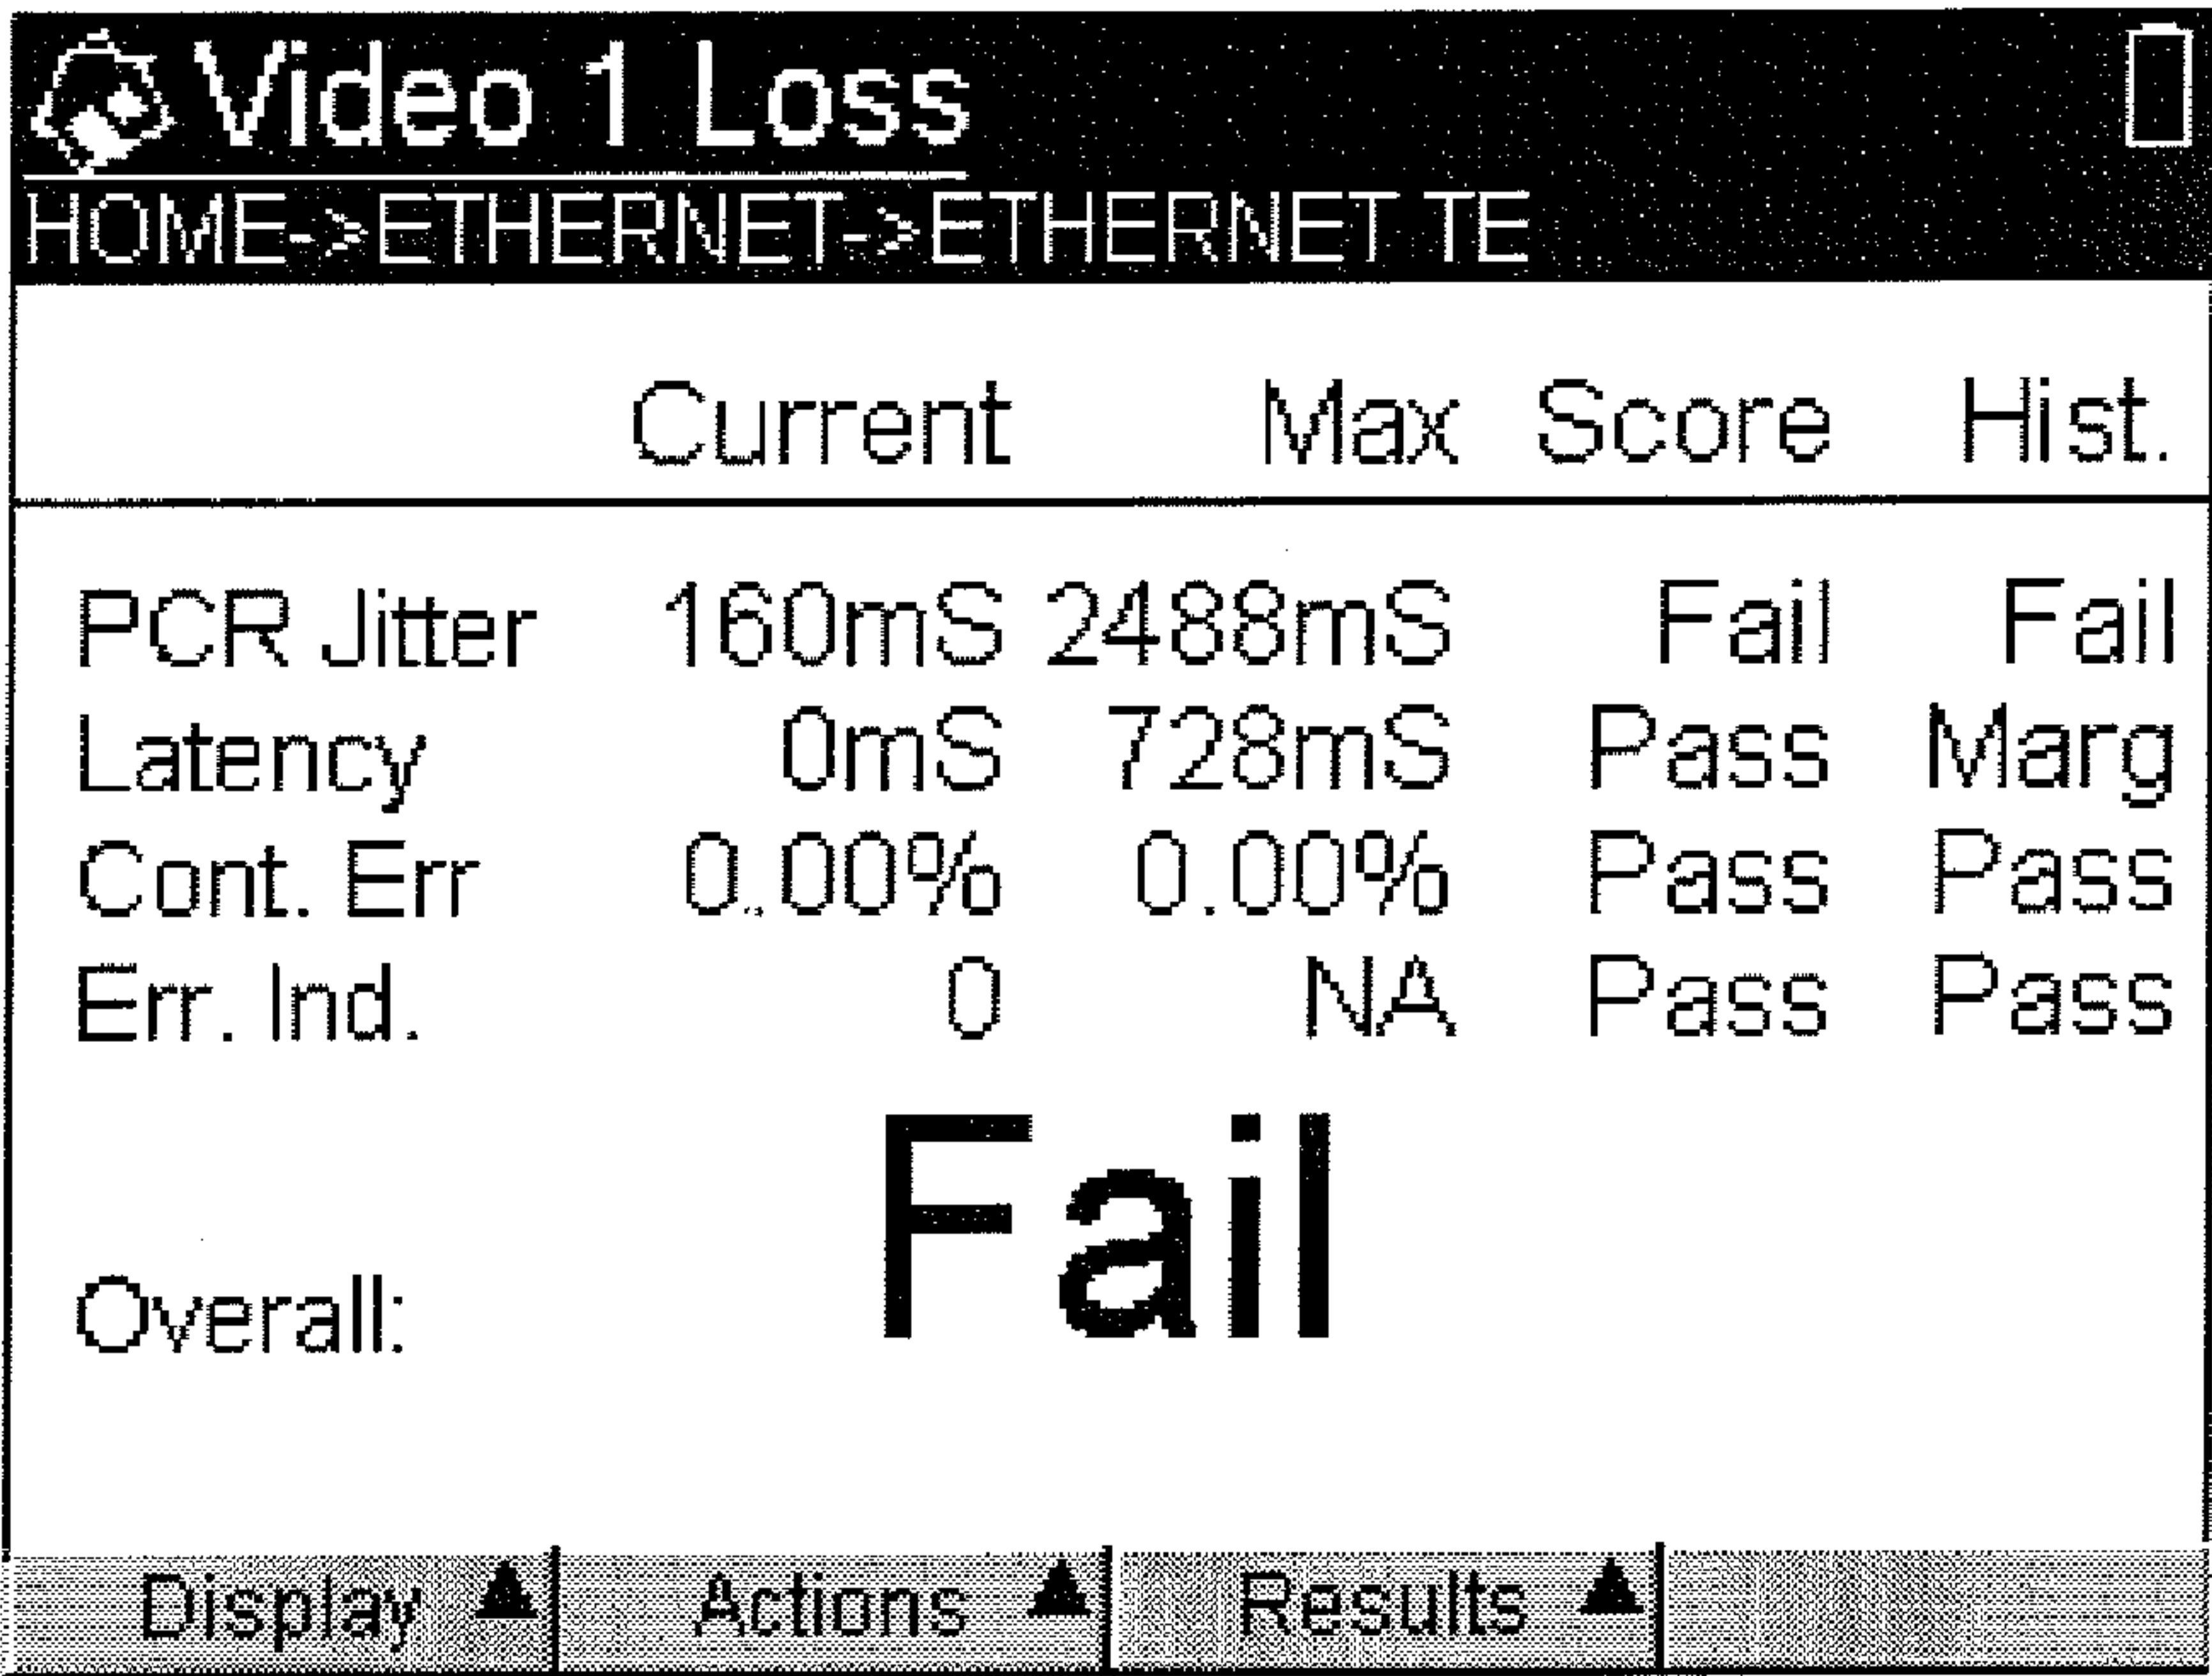 Video 1 Loss
HOME->ETHERNET->ETHERNET TE
Current Max Score Hist.
PCR Jitter 160mS 2488mS Fail Fail
Latency 0mS 728mS Pass Marg
Cont. Err 0.00% 0.00% Pass Pass
Err. Ind. 0 NA Pass Pass
Overall: Fail
Display Actions Results